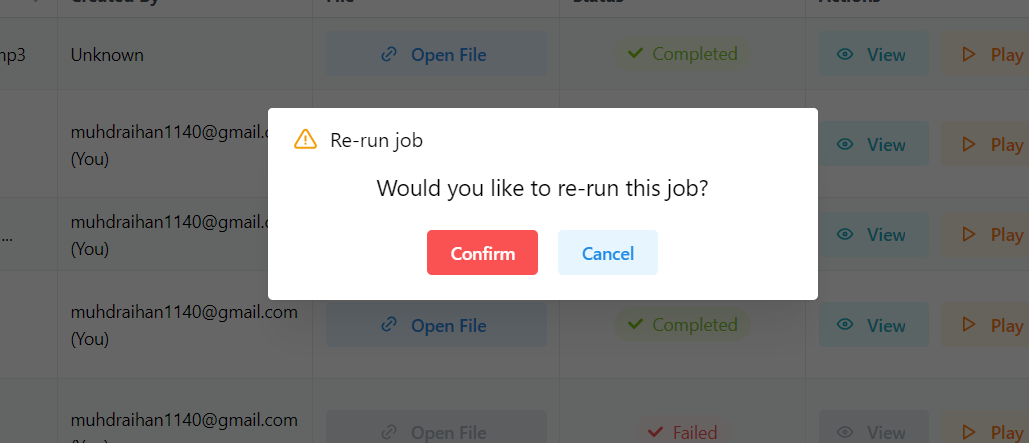 Created By File Status Actions
mp3 Unknown Open File Completed View Play
Re-run job
Would you like to re-run this job?
Confirm Cancel
muhdraihan1140@gmail.c
(You)
View Play
muhdraihan1140@gmail.com
... (You)
View Play
muhdraihan1140@gmail.com
(You)
Open File Completed View Play
muhdraihan1140@gmail.com
(You)
Open File Failed View Play